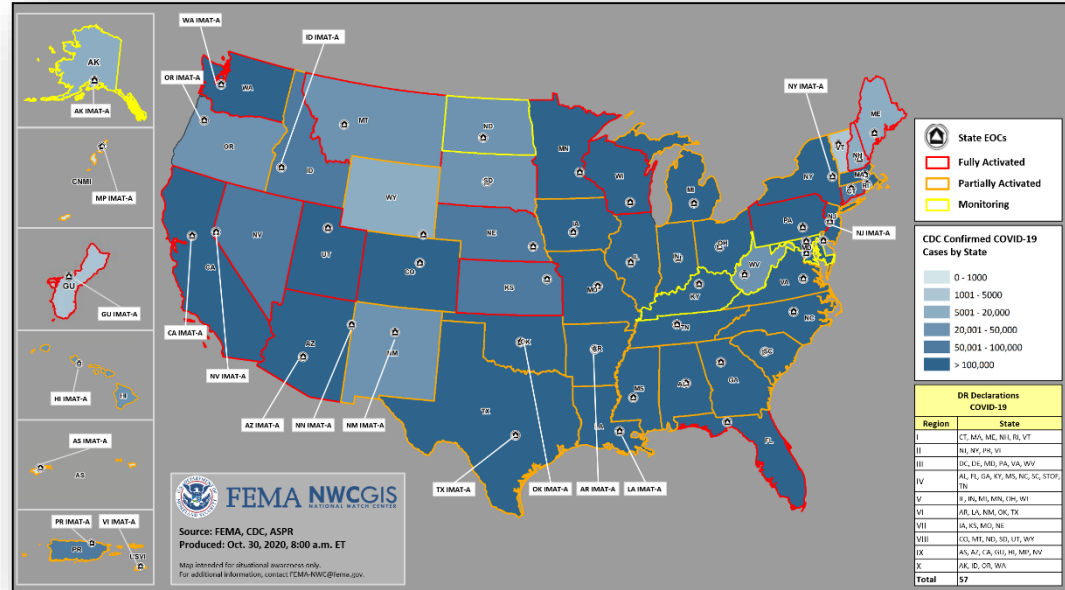 WA IMAT-A
ID IMAT-A
OR IMAT-A
NY IMAT-A
AK
AK IMAT-A
CNMI
MP IMAT-A
GU
GU IMAT-A
CA IMAT-A
NV IMAT-A
HI
HI IMAT-A
AZ IMAT-A
NN IMAT-A
NM IMAT-A
AS IMAT-A
AS
PR IMAT-A
VI IMAT-A
PR
USVI
TX IMAT-A
OK IMAT-A
AR IMAT-A
LA IMAT-A
NJ IMAT-A
WA
MT
ND
MN
OR
ID
SD
WI
MI
NY
VT
NH
ME
MA
CT
RI
WY
IA
NE
PA
NJ
NV
UT
CO
IL
IN
OH
WV
VA
CA
KS
MO
KY
NC
AZ
NM
OK
AR
TN
SC
MS
AL
GA
TX
LA
FL
State EOCs
Fully Activated
Partially Activated
Monitoring
CDC Confirmed COVID-19
Cases by State
0 - 1000
1001 - 5000
5001 - 20,000
20,001 - 50,000
50,001 - 100,000
> 100,000
DR Declarations
COVID-19
Region State
I CT, MA, ME, NH, RI, VT
II NJ, NY, PR, VI
III DC, DE, MD, PA, VA, WV
IV AL, FL, GA, KY, MS, NC, SC, STOF,
TN
V IL, IN, MI, MN, OH, WI
VI AR, LA, NM, OK, TX
VII IA, KS, MO, NE
VIII CO, MT, ND, SD, UT, WY
IX AS, AZ, CA, GU, HI, MP, NV
X AK, ID, OR, WA
Total 57
FEMA NWCGIS
NATIONAL WATCH CENTER
Source: FEMA, CDC, ASPR
Produced: Oct. 30, 2020, 8:00 a.m. ET
Map intended for situational awareness only.
For additional information, contact FEMA-NWC@fema.gov.